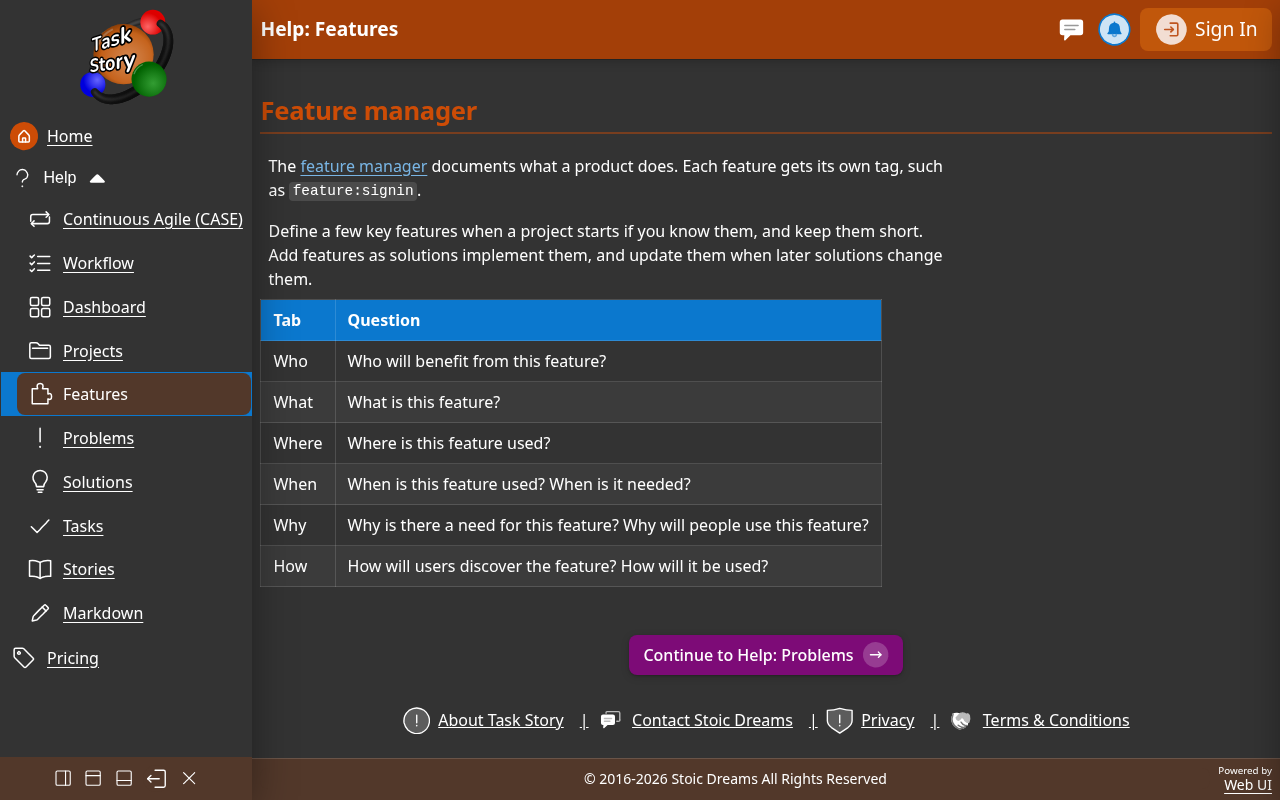 Task
Story
Home
Help
Continuous Agile (CASE)
Workflow
Dashboard
Projects
Features
Problems
Solutions
Tasks
Stories
Markdown
Pricing
Help: Features
Sign In
Feature manager
The feature manager documents what a product does. Each feature gets its own tag, such
as feature:signin.
Define a few key features when a project starts if you know them, and keep them short.
Add features as solutions implement them, and update them when later solutions change
them.
Tab Question
Who Who will benefit from this feature?
What What is this feature?
Where Where is this feature used?
When When is this feature used? When is it needed?
Why Why is there a need for this feature? Why will people use this feature?
How How will users discover the feature? How will it be used?
Continue to Help: Problems
About Task Story | Contact Stoic Dreams | Privacy | Terms & Conditions
© 2016-2026 Stoic Dreams All Rights Reserved
Powered by
Web UI